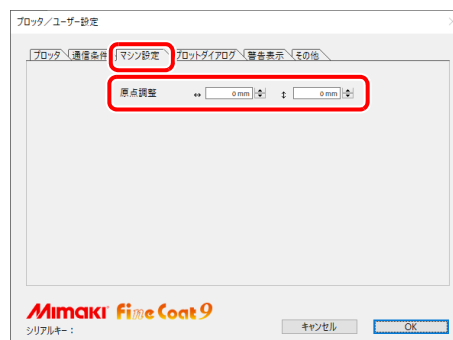 プロッタ／ユーザー設定
プロッタ 通信条件 マシン設定 プロットダイアログ 警告表示 その他
原点調整 ↔ 0 mm ↕ 0 mm
Mimaki Fine Coat 9
シリアルキー：
キャンセル OK